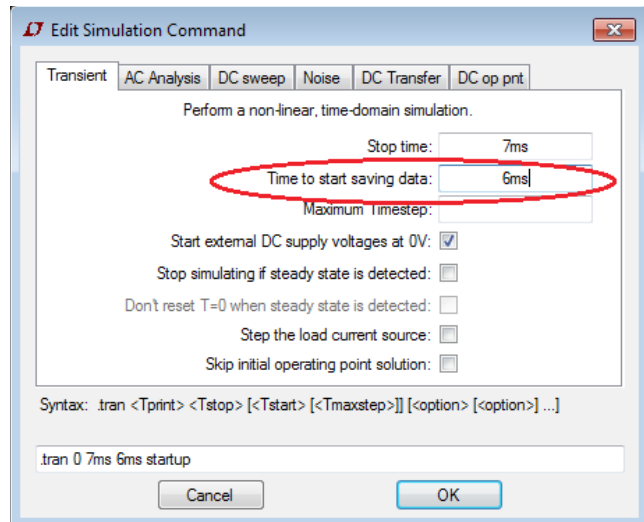 Edit Simulation Command
Transient AC Analysis DC sweep Noise DC Transfer DC op pnt
Perform a non-linear, time-domain simulation.
Stop time: 7ms
Time to start saving data: 6ms
Maximum Timestep:
Start external DC supply voltages at 0V:
Stop simulating if steady state is detected:
Don't reset T=0 when steady state is detected:
Step the load current source:
Skip initial operating point solution:
Syntax: .tran <Tprint> <Tstop> [<Tstart> [<Tmaxstep>]] [<option> [<option>] ...]
.tran 0 7ms 6ms startup
Cancel OK